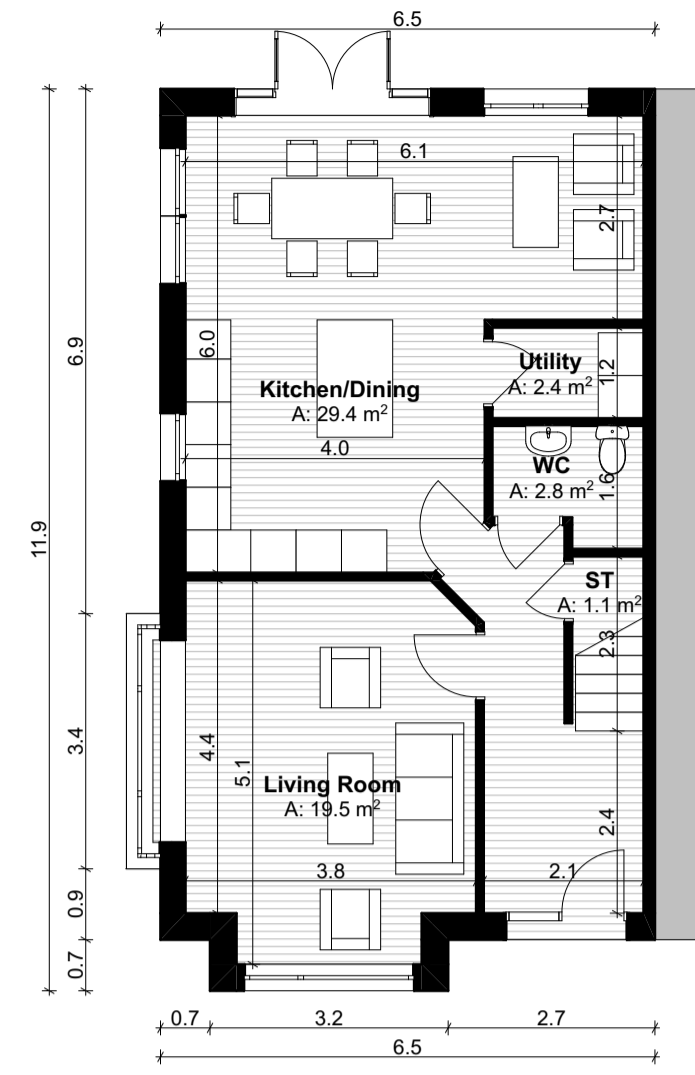 6.5
6.1
2.7
6.9
6.0
Utility
A: 2.4 m²
1.2
Kitchen/Dining
A: 29.4 m²
4.0
WC
A: 2.8 m²
1.6
11.9
ST
A: 1.1 m²
2.3
3.4
4.4
5.1
Living Room
A: 19.5 m²
2.4
3.8
2.1
0.9
0.7
0.7
3.2
2.7
6.5